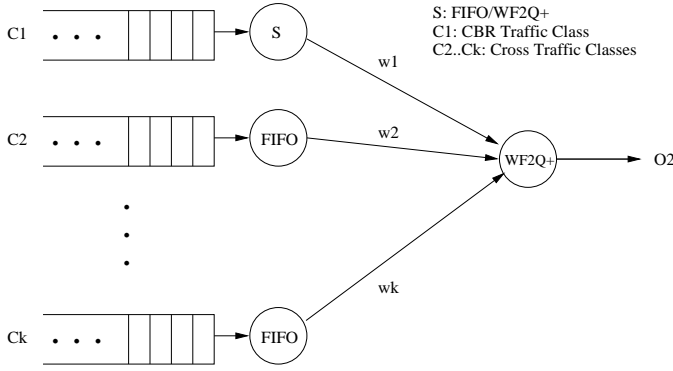 S: FIFO/WF2Q+
C1: CBR Traffic Class
C2..Ck: Cross Traffic Classes
C1
S
w1
C2
FIFO
w2
WF2Q+
O2
wk
Ck
FIFO